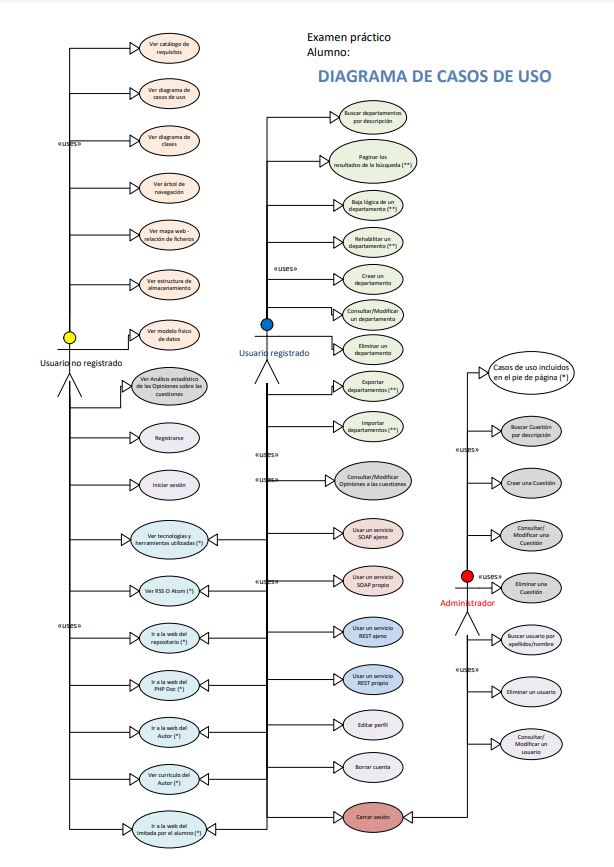 Examen práctico
Alumno:
DIAGRAMA DE CASOS DE USO
Ver catálogo de
requisitos
Ver diagrama de
casos de uso
«uses»
Ver diagrama de
clases
Ver árbol de
navegación
Ver mapa web -
relación de ficheros
Ver estructura de
almacenamiento
Ver modelo físico
de datos
Usuario no registrado
Ver Análisis estadístico
de las Opiniones sobre las
cuestiones
Registrarse
Iniciar sesión
Ver tecnologías y
herramientas utilizadas (*)
Ver RSS O Atom (*)
«uses»
Ir a la web del
repositorio (*)
Ir a la web del
PHP Doc (*)
Ir a la web del
Autor (*)
Ver currículo del
Autor (*)
Ir a la web del
Imitada por el alumno (*)
Buscar departamentos
por descripción
Paginar los
resultados de la búsqueda (**)
Baja lógica de un
departamento (**)
Rehabilitar un
departamento (**)
«uses»
Crear un
departamento
Consultar/Modificar
un departamento
Usuario registrado
Eliminar un
departamento
Exportar
departamentos (**)
Importar
departamentos (**)
«uses»
«uses»
Consultar/Modificar
Opiniones a las cuestiones
Usar un servicio
SOAP ajeno
«uses»
Usar un servicio
SOAP propio
Usar un servicio
REST ajeno
Usar un servicio
REST propio
Editar perfil
Borrar cuenta
Cerrar sesión
Casos de uso incluidos
en el pie de página (*)
Buscar Cuestión
por descripción
«uses»
Crear una Cuestión
Consultar/
Modificar una
Cuestión
«uses»
Eliminar una
Cuestión
Administrador
Buscar usuario por
apellidos/nombre
«uses»
Eliminar un usuario
Consultar/
Modificar un
usuario